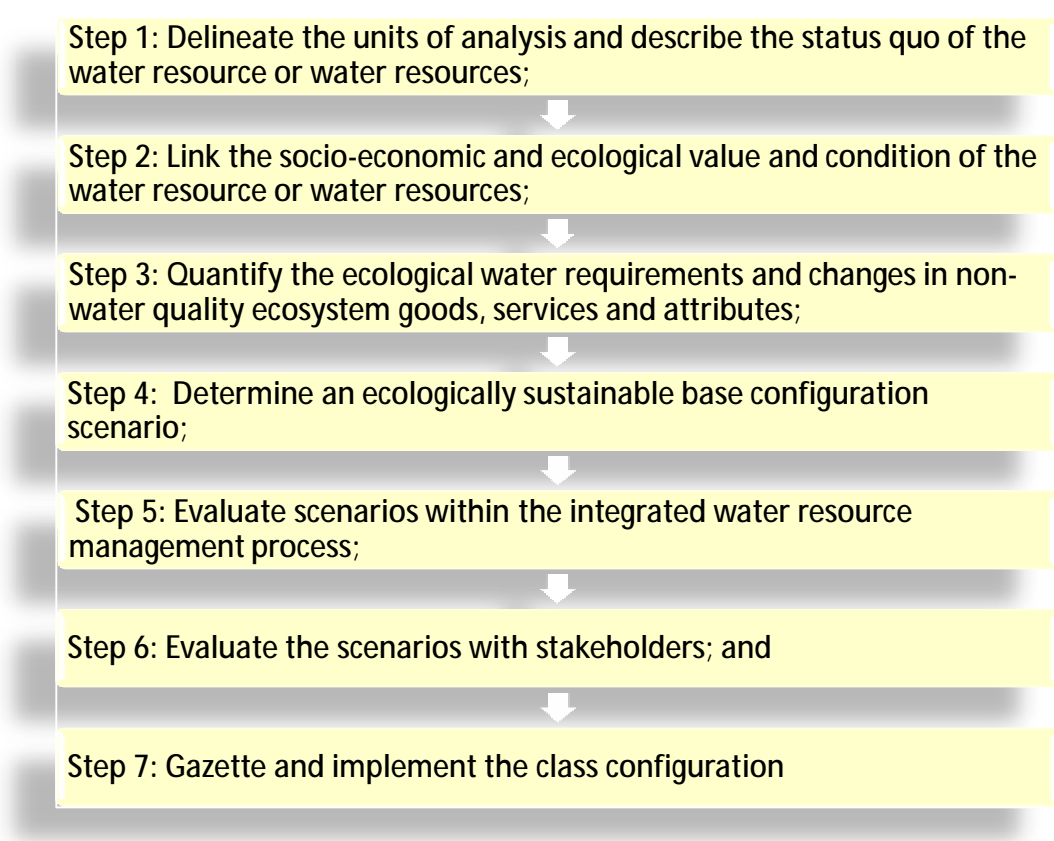 Step 1: Delineate the units of analysis and describe the status quo of the
water resource or water resources;
Step 2: Link the socio-economic and ecological value and condition of the
water resource or water resources;
Step 3: Quantify the ecological water requirements and changes in non-
water quality ecosystem goods, services and attributes;
Step 4:  Determine an ecologically sustainable base configuration
scenario;
Step 5: Evaluate scenarios within the integrated water resource
management process;
Step 6: Evaluate the scenarios with stakeholders; and
Step 7: Gazette and implement the class configuration